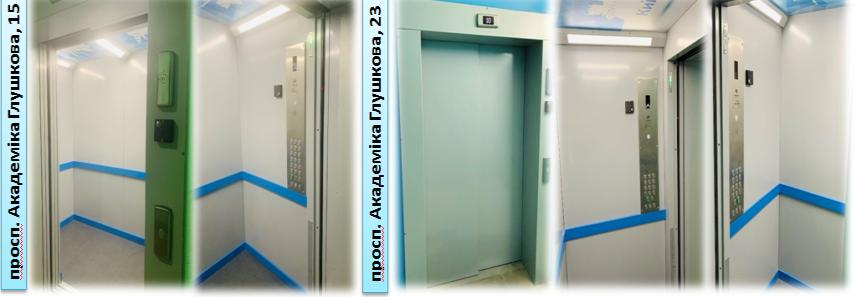 просп. Академіка Глушкова, 15
просп. Академіка Глушкова, 23